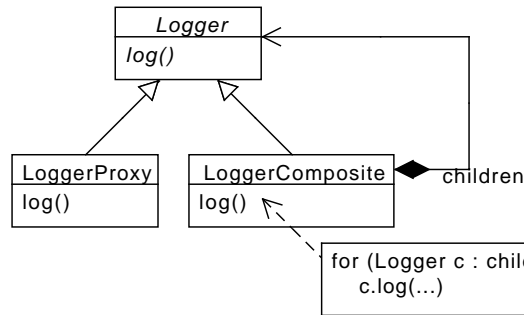 Logger
log()
LoggerProxy
log()
LoggerComposite
log()
children
for (Logger c : chil
c.log(...)